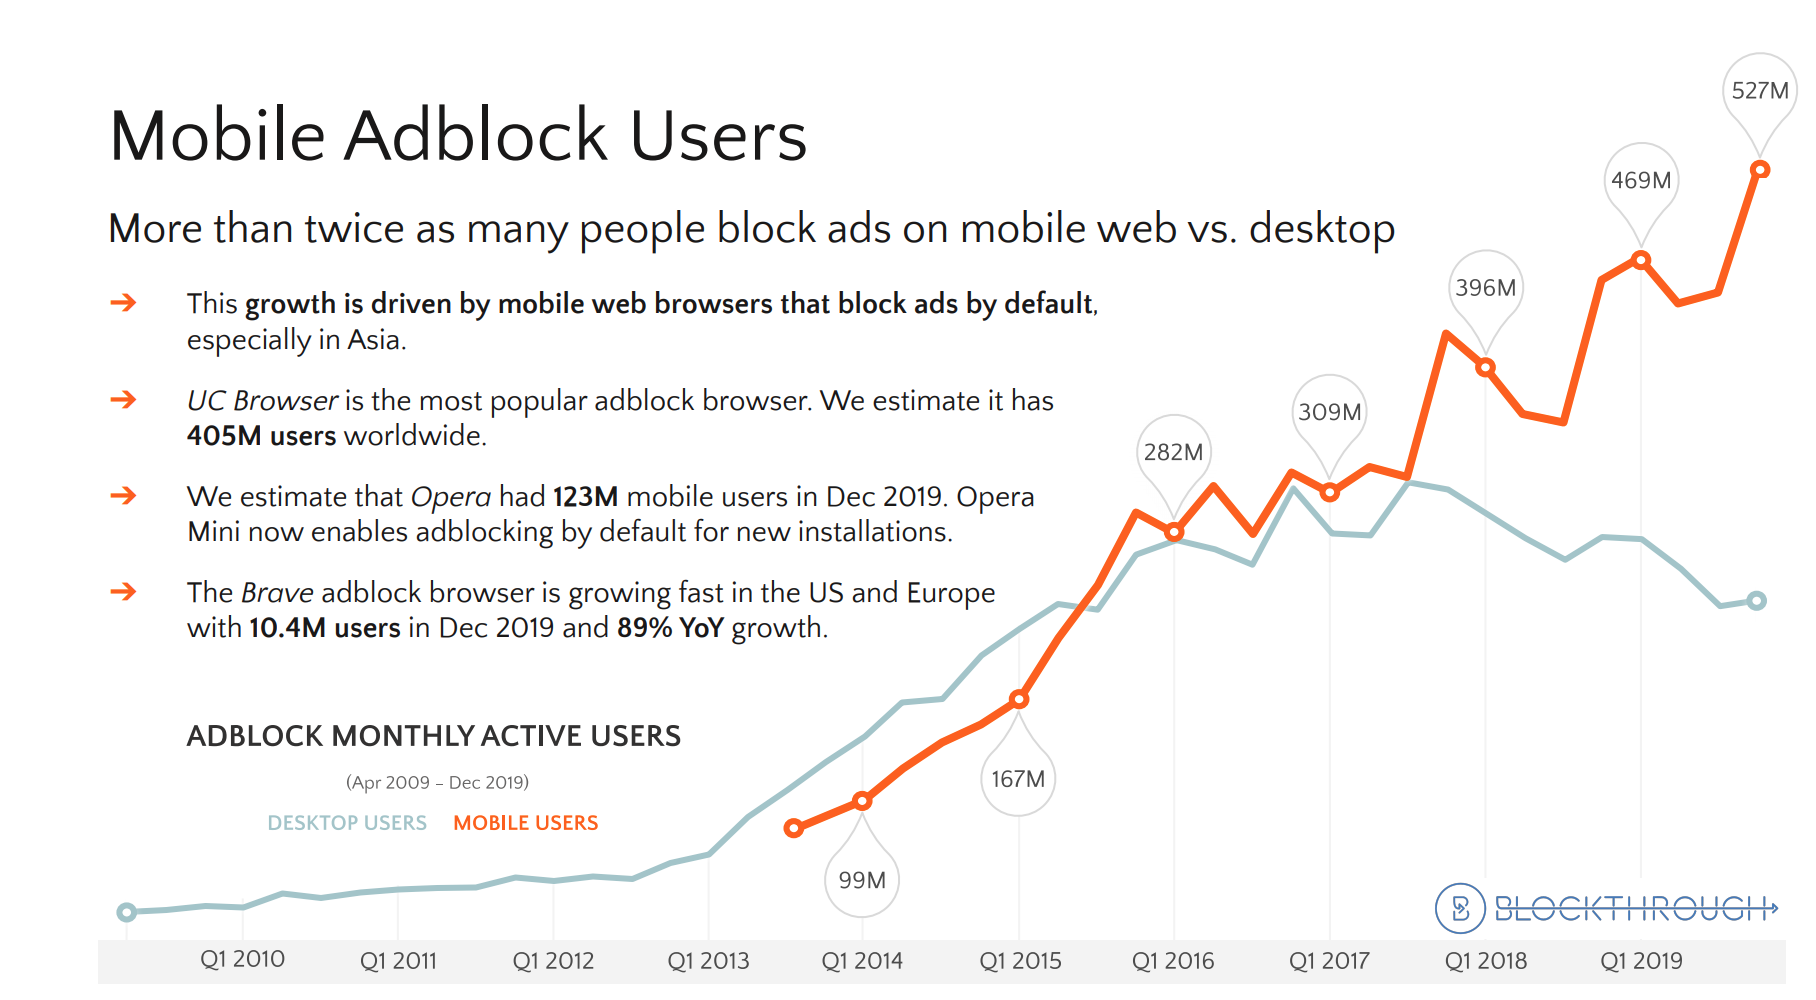 Mobile Adblock Users
More than twice as many people block ads on mobile web vs. desktop
➔ This growth is driven by mobile web browsers that block ads by default,
especially in Asia.
➔ UC Browser is the most popular adblock browser. We estimate it has
405M users worldwide.
➔ We estimate that Opera had 123M mobile users in Dec 2019. Opera
Mini now enables adblocking by default for new installations.
➔ The Brave adblock browser is growing fast in the US and Europe
with 10.4M users in Dec 2019 and 89% YoY growth.
ADBLOCK MONTHLY ACTIVE USERS
(Apr 2009 – Dec 2019)
DESKTOP USERS MOBILE USERS
99M
167M
282M
309M
396M
469M
527M
B BLOCKTHROUGH
Q1 2010 Q1 2011 Q1 2012 Q1 2013 Q1 2014 Q1 2015 Q1 2016 Q1 2017 Q1 2018 Q1 2019